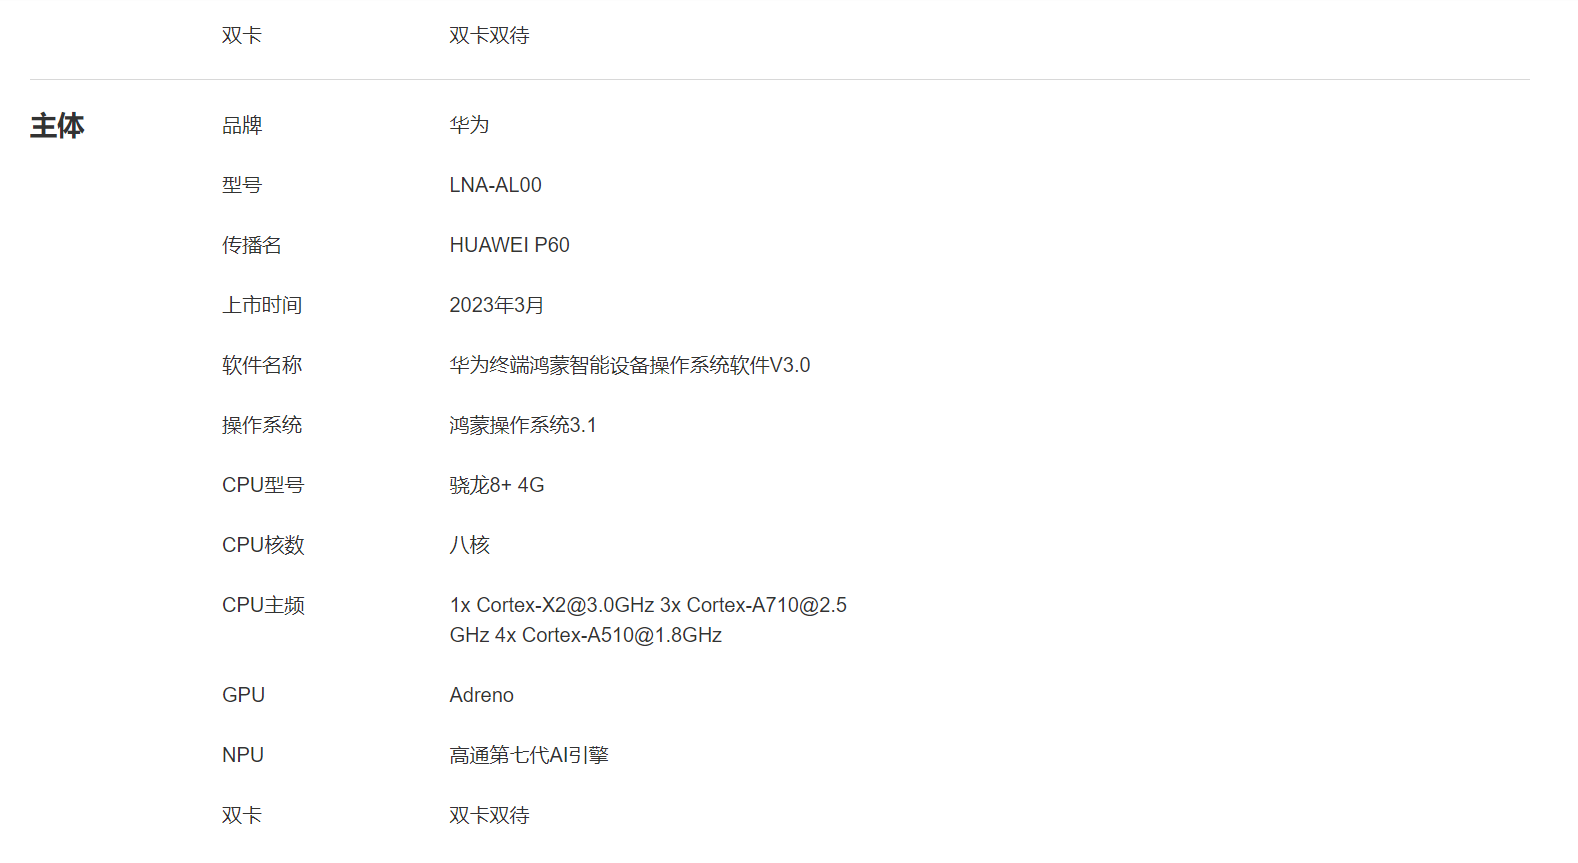 双卡 双卡双待
主体 品牌 华为
型号 LNA-AL00
传播名 HUAWEI P60
上市时间 2023年3月
软件名称 华为终端鸿蒙智能设备操作系统软件V3.0
操作系统 鸿蒙操作系统3.1
CPU型号 骁龙8+ 4G
CPU核数 八核
CPU主频 1x Cortex-X2@3.0GHz 3x Cortex-A710@2.5
GHz 4x Cortex-A510@1.8GHz
GPU Adreno
NPU 高通第七代AI引擎
双卡 双卡双待